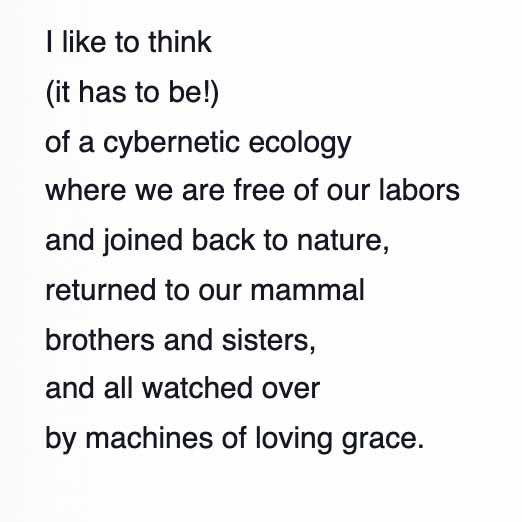 I like to think
(it has to be!)
of a cybernetic ecology
where we are free of our labors
and joined back to nature,
returned to our mammal
brothers and sisters,
and all watched over
by machines of loving grace.